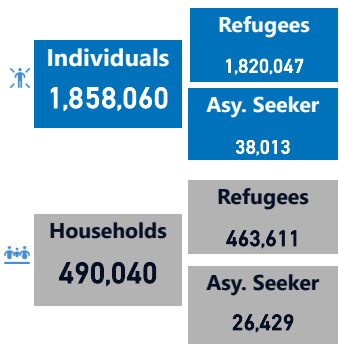 Refugees
1,820,047
Individuals
1,858,060
Asy. Seeker
38,013
Refugees
463,611
Households
490,040
Asy. Seeker
26,429